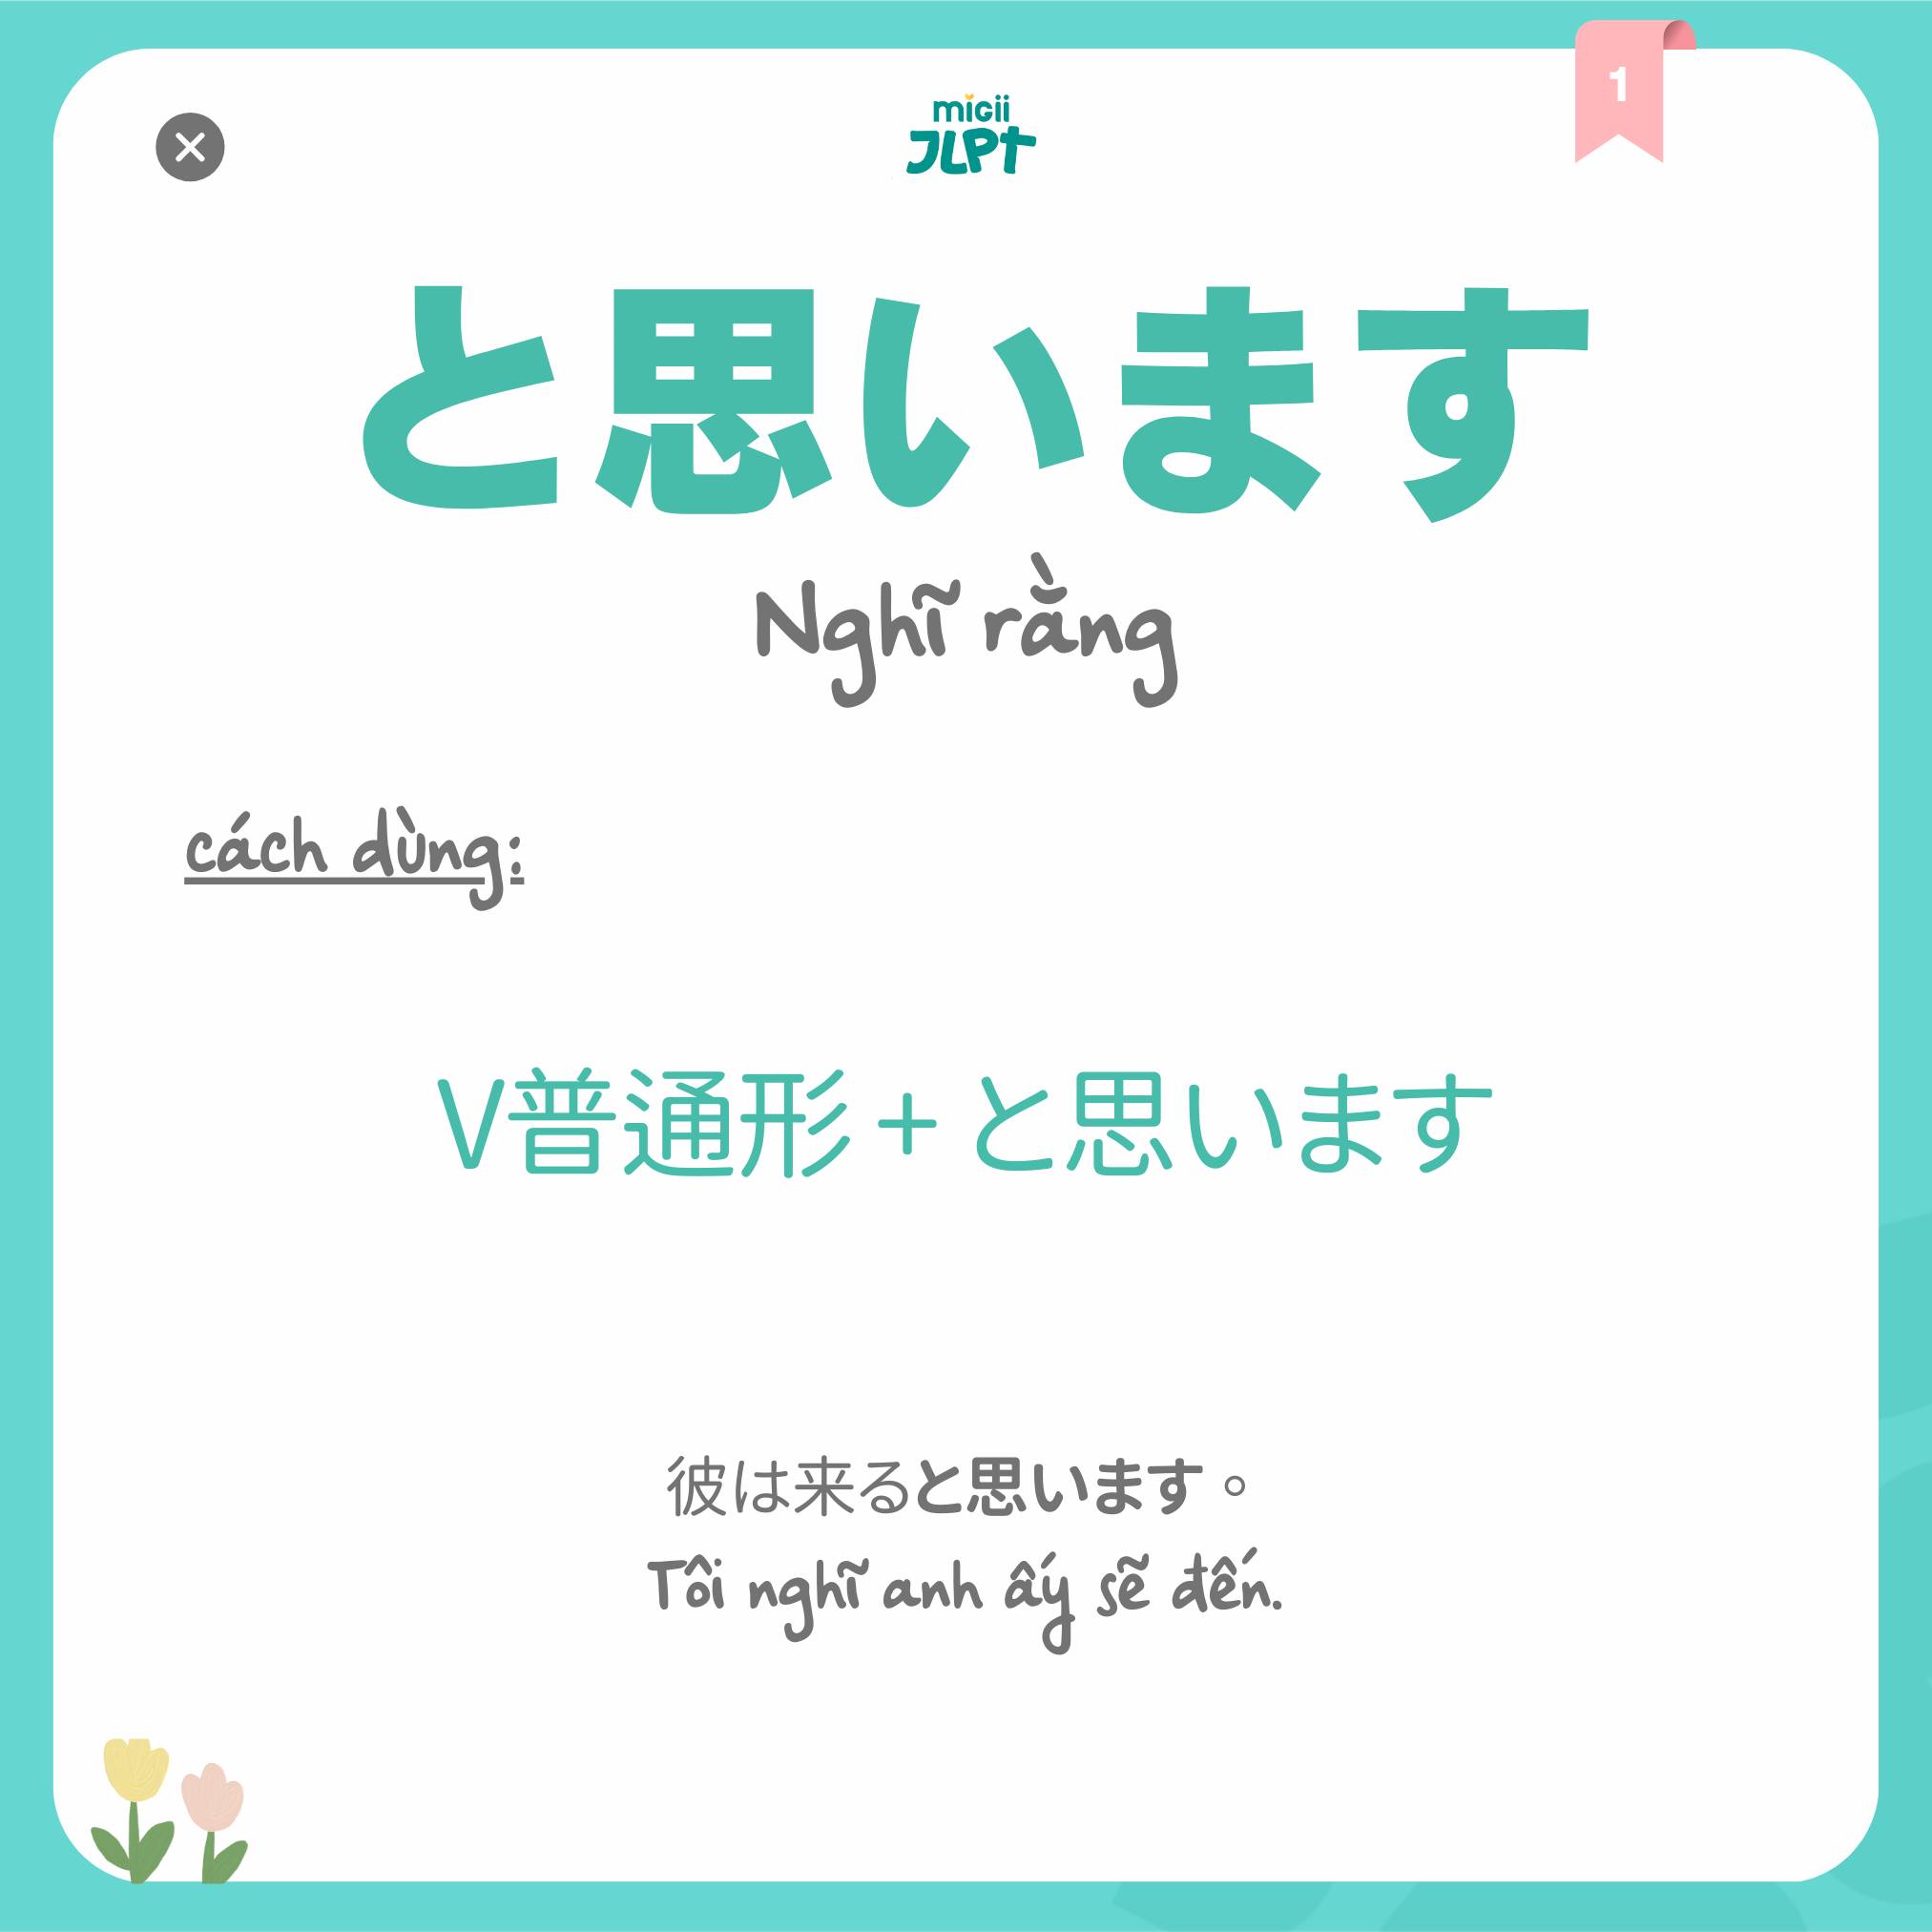 1
micii
JLPT
と思います
Nghĩ rằng
cách dùng:
V普通形 + と思います
彼は来ると思います。
Tôi nghĩ anh ấy sẽ đến.